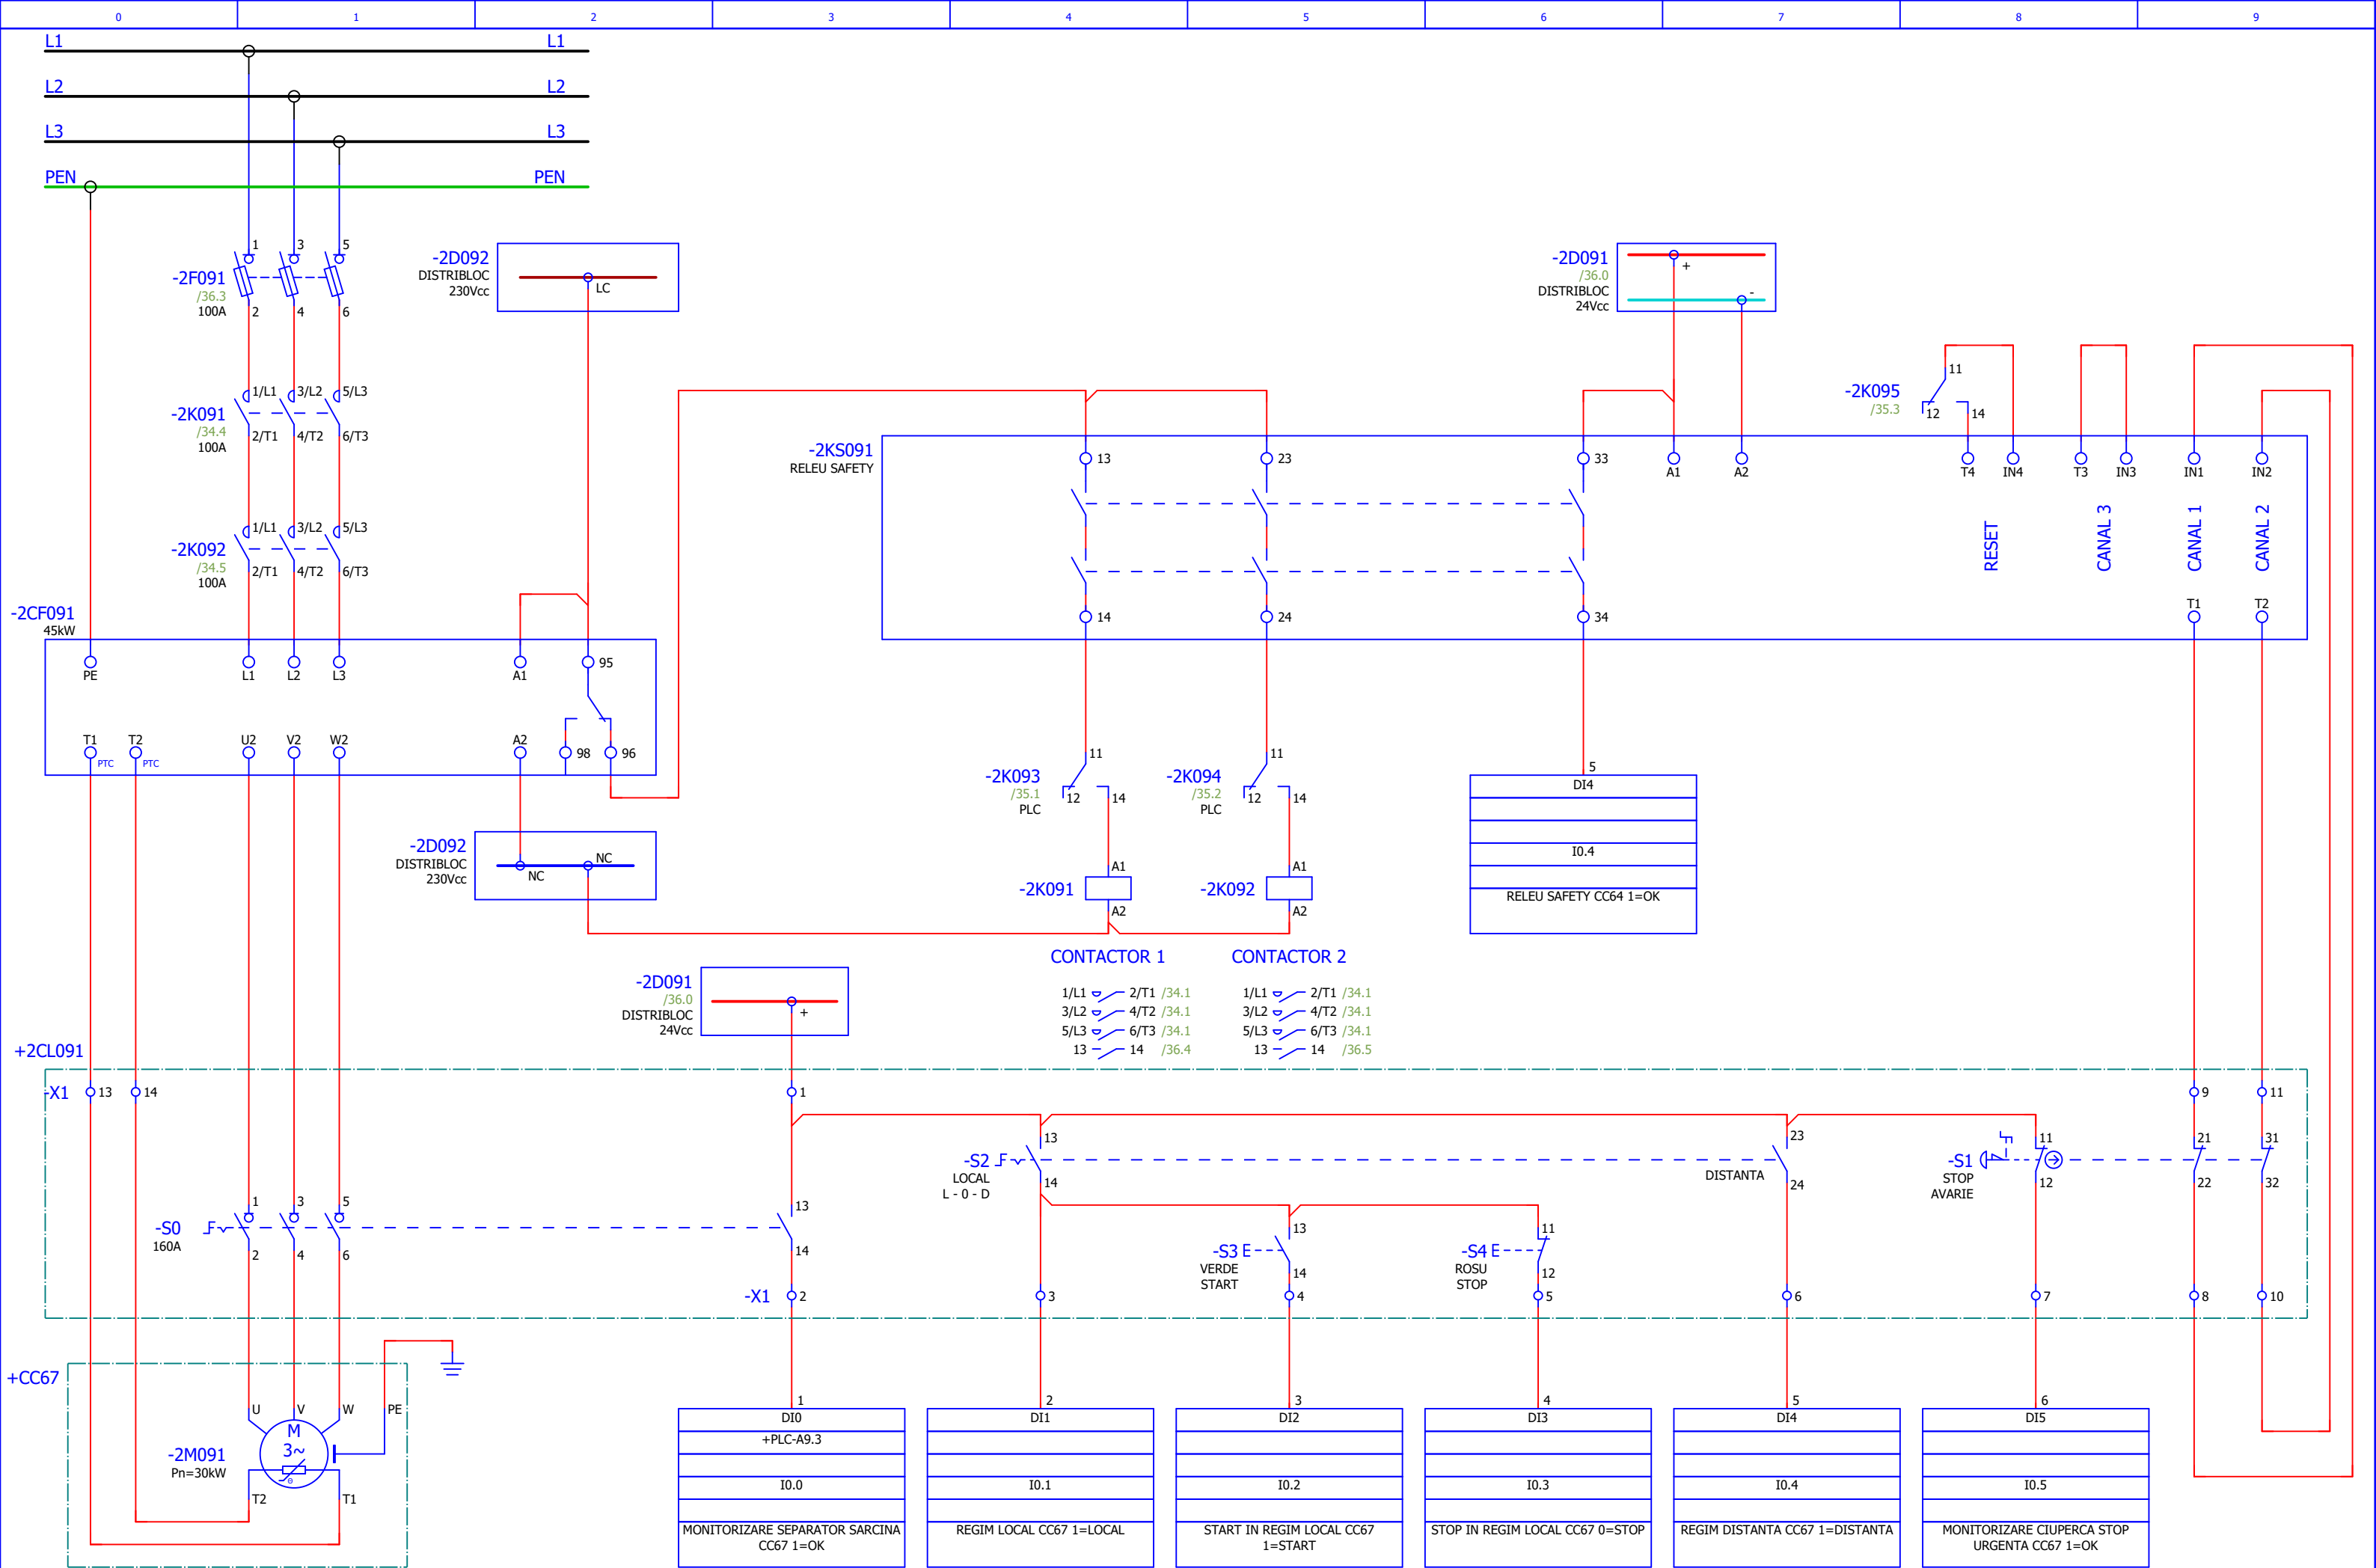 0 1 2 3 4 5 6 7 8 9
L1 L1
L2 L2
L3 L3
PEN PEN
-2F091
/36.3
100A
1 3 5
2 4 6
-2D092
DISTRIBLOC
230Vcc
LC
-2D091
/36.0
DISTRIBLOC
24Vcc
+
-
-2K091
/34.4
100A
1/L1 3/L2 5/L3
2/T1 4/T2 6/T3
-2K092
/34.5
100A
1/L1 3/L2 5/L3
2/T1 4/T2 6/T3
-2K095
/35.3
11
12 14
-2KS091
RELEU SAFETY
13 23 33
A1 A2 T4 IN4 T3 IN3 IN1 IN2
RESET
CANAL 3
CANAL 1
CANAL 2
14 24 34
T1 T2
-2CF091
45kW
PE L1 L2 L3 A1 95
T1 T2 U2 V2 W2 A2 98 96
PTC PTC
-2K093
/35.1
PLC
11
12 14
-2K094
/35.2
PLC
11
12 14
5
DI4
I0.4
RELEU SAFETY CC64 1=OK
-2D092
DISTRIBLOC
230Vcc
NC
NC
A1
-2K091
A2
A1
-2K092
A2
CONTACTOR 1
1/L1 2/T1 /34.1
3/L2 4/T2 /34.1
5/L3 6/T3 /34.1
13 14 /36.4
CONTACTOR 2
1/L1 2/T1 /34.1
3/L2 4/T2 /34.1
5/L3 6/T3 /34.1
13 14 /36.5
-2D091
/36.0
DISTRIBLOC
24Vcc
+
+2CL091
-X1 13 14 1 9 11
-S0
160A
1 3 5
2 4 6
13
14
-S2
LOCAL
L - 0 - D
13
14
DISTANTA
23
24
-S1
STOP
AVARIE
11 21 31
12 22 32
-S3
VERDE
START
13
14
-S4
ROSU
STOP
11
12
-X1 2 3 4 5 6 7 8 10
+CC67
U V W PE
M
3~
-2M091
Pn=30kW
T2 T1
1
DI0
+PLC-A9.3
I0.0
MONITORIZARE SEPARATOR SARCINA
CC67 1=OK
2
DI1
I0.1
REGIM LOCAL CC67 1=LOCAL
3
DI2
I0.2
START IN REGIM LOCAL CC67
1=START
4
DI3
I0.3
STOP IN REGIM LOCAL CC67 0=STOP
5
DI4
I0.4
REGIM DISTANTA CC67 1=DISTANTA
6
DI5
I0.5
MONITORIZARE CIUPERCA STOP
URGENTA CC67 1=OK